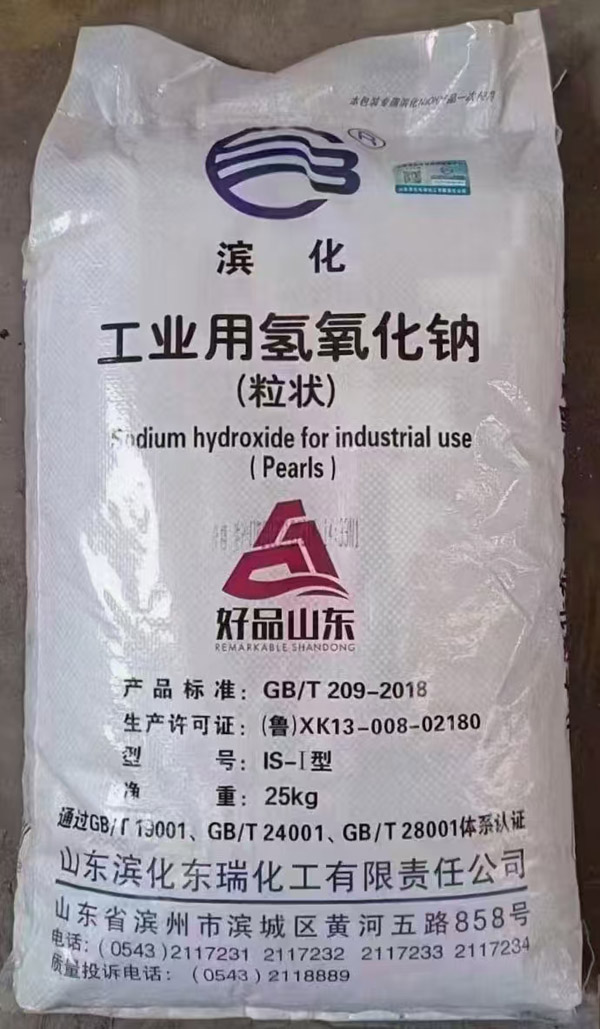 滨化
工业用氢氧化钠
(粒状)
Sodium hydroxide for industrial use
( Pearls )
好品山东
REMARKABLE SHANDONG
产品标准：GB/T 209-2018
生产许可证：(鲁)XK13-008-02180
型号：IS-I型
净重：25kg
通过GB/T 19001、GB/T 24001、GB/T 28001体系认证
山东滨化东瑞化工有限责任公司
山东省滨州市滨城区黄河五路858号
电话：(0543)2117231 2117232 2117233 2117234
质量投诉电话：(0543)2118889